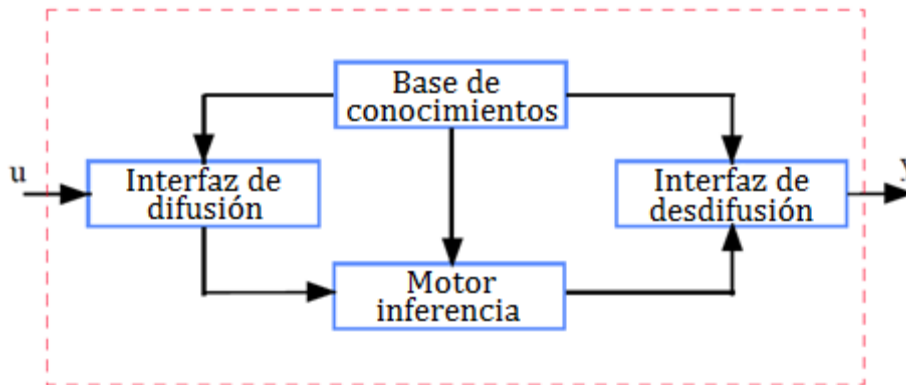 Base de
conocimientos
u
Interfaz de
difusión
Interfaz de
desdifusión
y
Motor
inferencia